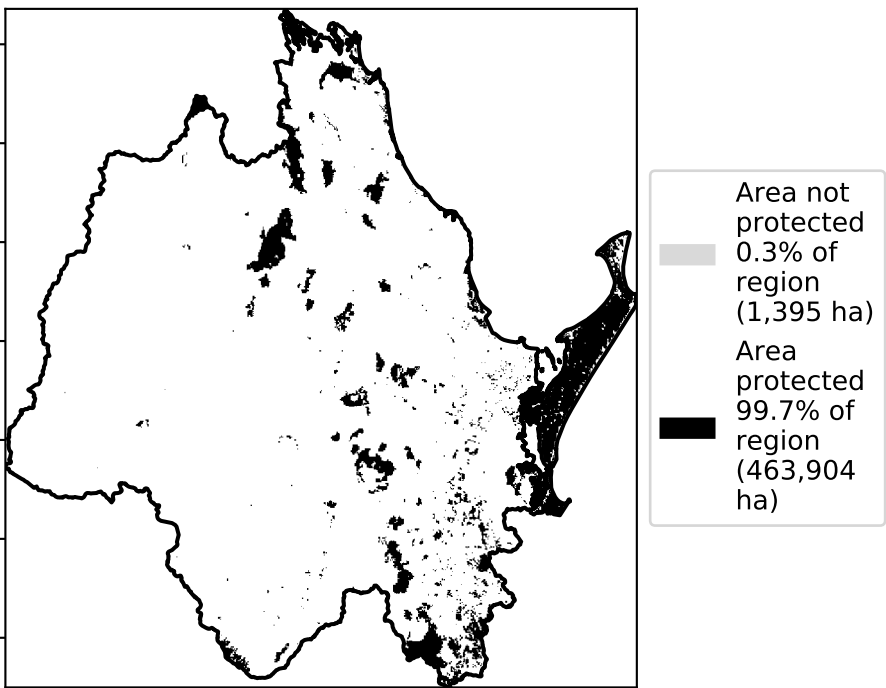 Area not
protected
0.3% of
region
(1,395 ha)
Area
protected
99.7% of
region
(463,904
ha)